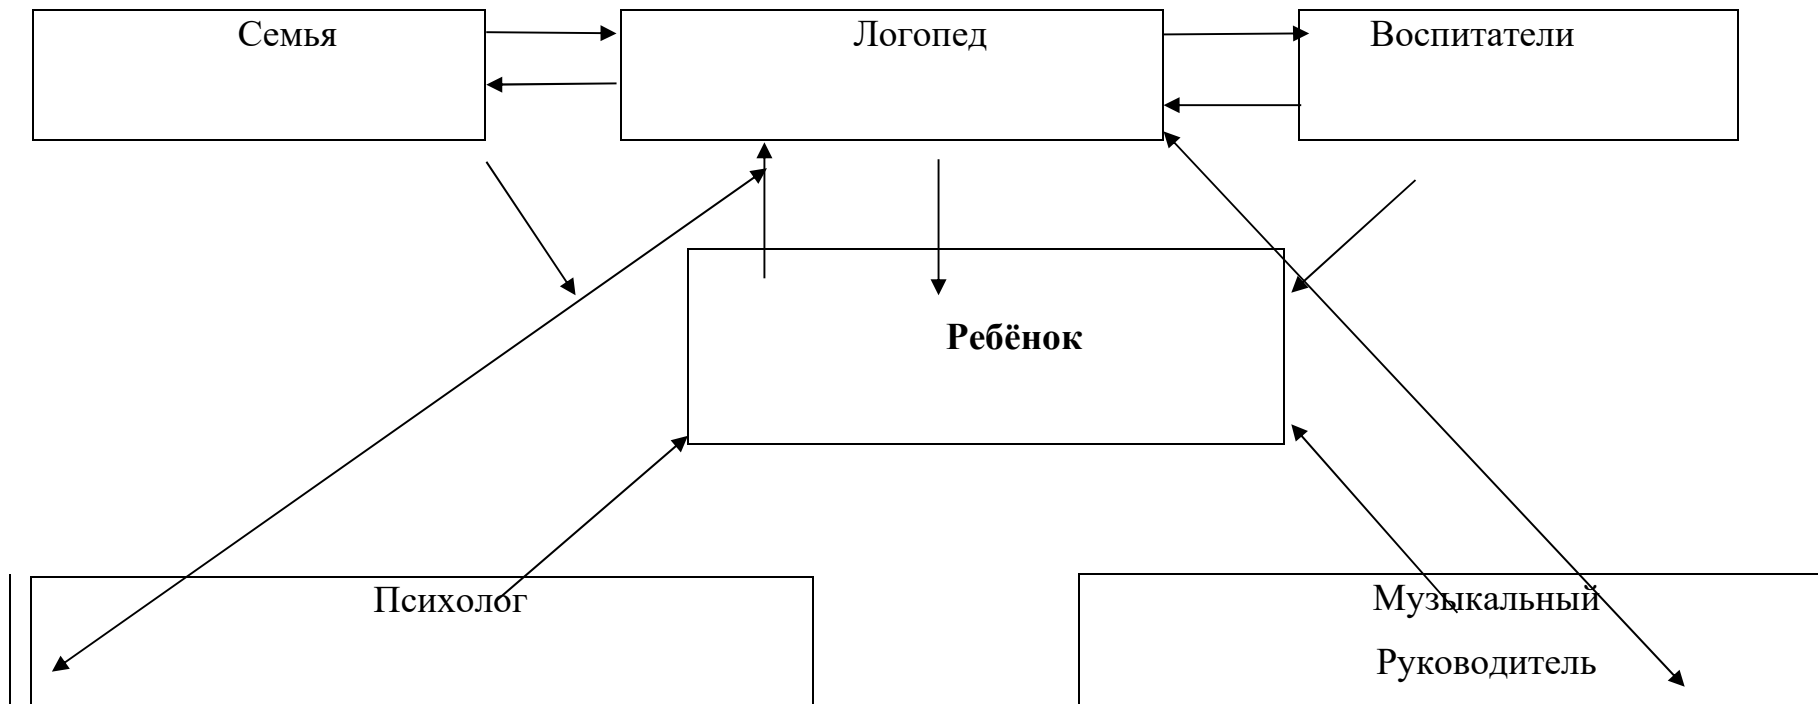 Семья
Логопед
Воспитатели
Ребёнок
Психолог
Музыкальный
Руководитель